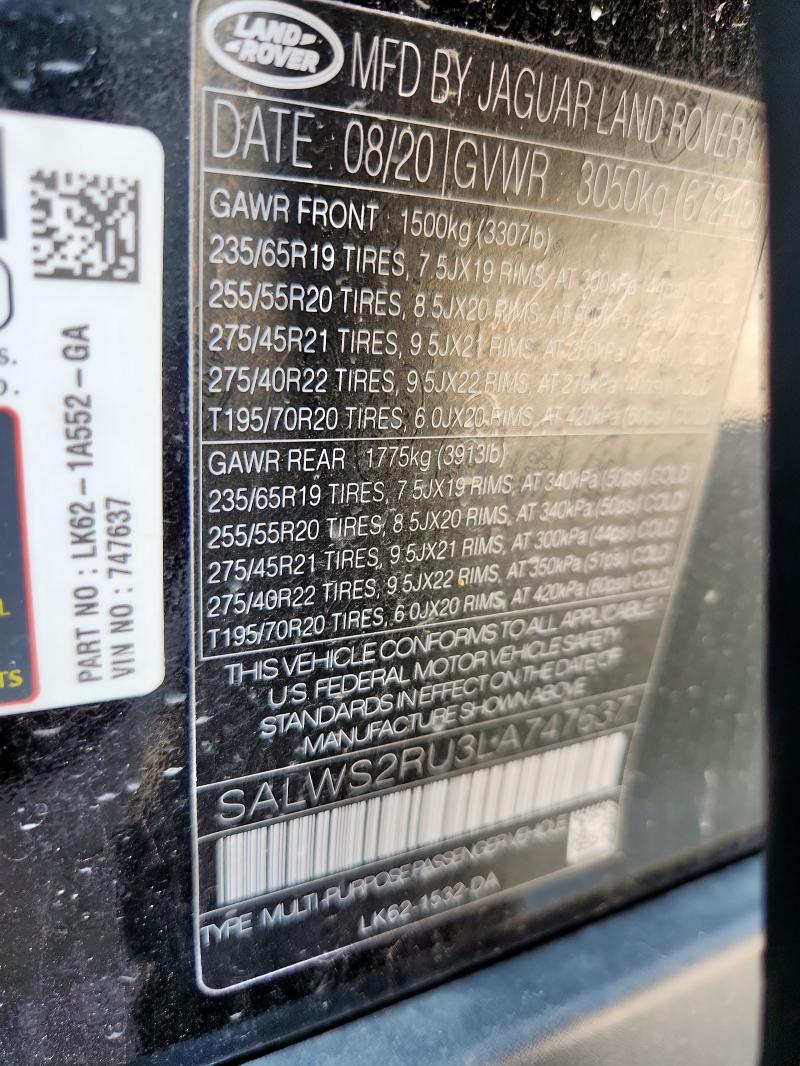 LAND
ROVER
MFD BY JAGUAR LAND ROVER
DATE 08/20 GVWR 3050kg
GAWR FRONT 1500kg (3307lb)
235/65R19 TIRES, 7.5JX19 RIMS, AT
255/55R20 TIRES, 8.5JX20 RIMS, AT
275/45R21 TIRES, 9.5JX21 RIMS, AT
275/40R22 TIRES, 9.5JX22 RIMS, AT 270kPa
T195/70R20 TIRES, 6.0JX20 RIMS, AT 420kPa (60psi) COLD
GAWR REAR 1775kg (3913lb)
235/65R19 TIRES, 7.5JX19 RIMS, AT 340kPa (50psi) COLD
255/55R20 TIRES, 8.5JX20 RIMS, AT 340kPa (50psi) COLD
275/45R21 TIRES, 9.5JX21 RIMS, AT 300kPa (44psi) COLD
275/40R22 TIRES, 9.5JX22 RIMS, AT 350kPa (51psi) COLD
T195/70R20 TIRES, 6.0JX20 RIMS, AT 420kPa (60psi) COLD
THIS VEHICLE CONFORMS TO ALL APPLICABLE
U.S. FEDERAL MOTOR VEHICLE SAFETY
STANDARDS IN EFFECT ON THE DATE OF
MANUFACTURE SHOWN ABOVE
SALWS2RU3LA747637
TYPE MULTI-PURPOSE PASSENGER VEHICLE
LK62-1532-DA
PART NO : LK62-1A552-GA
VIN NO : 747637